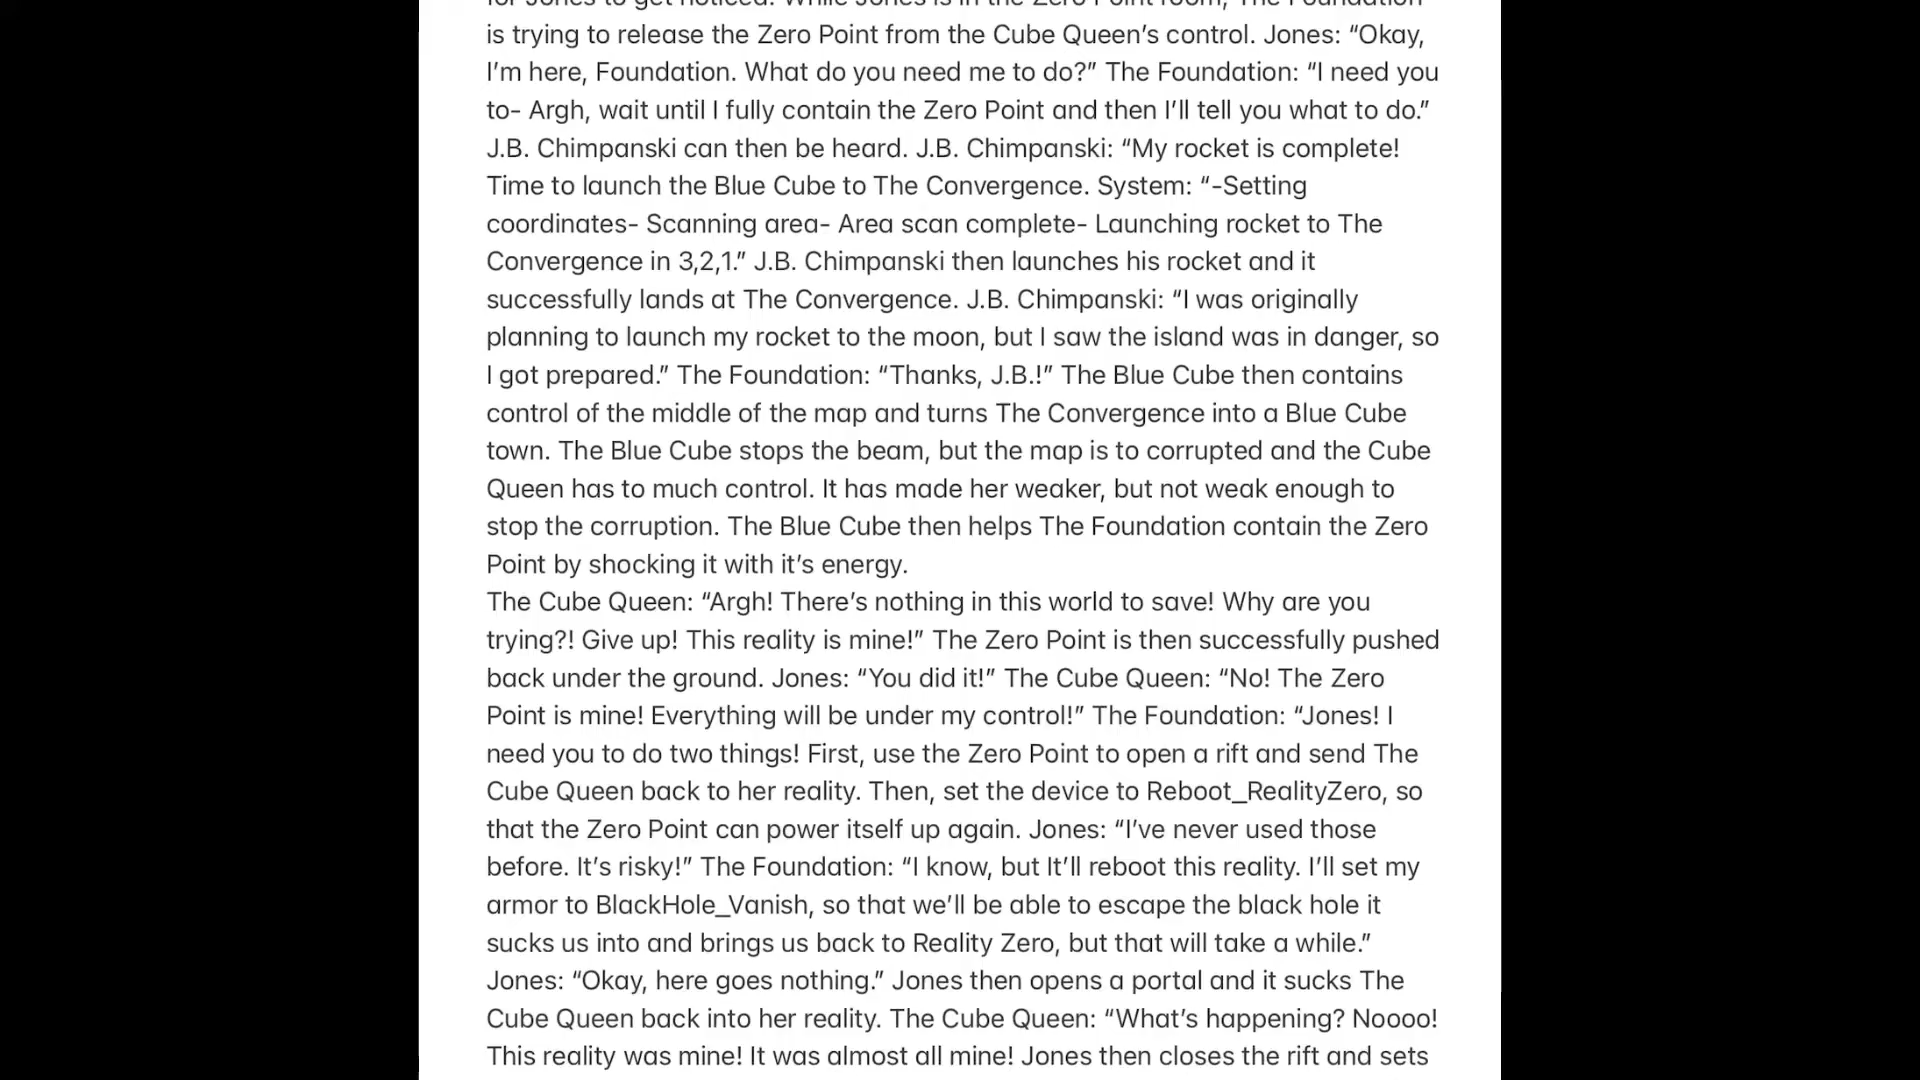 for Jones to get noticed. While Jones is in the Zero Point room, The Foundation
is trying to release the Zero Point from the Cube Queen’s control. Jones: “Okay,
I’m here, Foundation. What do you need me to do?” The Foundation: “I need you
to- Argh, wait until I fully contain the Zero Point and then I’ll tell you what to do.”
J.B. Chimpanski can then be heard. J.B. Chimpanski: “My rocket is complete!
Time to launch the Blue Cube to The Convergence. System: “-Setting
coordinates- Scanning area- Area scan complete- Launching rocket to The
Convergence in 3,2,1.” J.B. Chimpanski then launches his rocket and it
successfully lands at The Convergence. J.B. Chimpanski: “I was originally
planning to launch my rocket to the moon, but I saw the island was in danger, so
I got prepared.” The Foundation: “Thanks, J.B.!” The Blue Cube then contains
control of the middle of the map and turns The Convergence into a Blue Cube
town. The Blue Cube stops the beam, but the map is to corrupted and the Cube
Queen has to much control. It has made her weaker, but not weak enough to
stop the corruption. The Blue Cube then helps The Foundation contain the Zero
Point by shocking it with it’s energy.
The Cube Queen: “Argh! There’s nothing in this world to save! Why are you
trying?! Give up! This reality is mine!” The Zero Point is then successfully pushed
back under the ground. Jones: “You did it!” The Cube Queen: “No! The Zero
Point is mine! Everything will be under my control!” The Foundation: “Jones! I
need you to do two things! First, use the Zero Point to open a rift and send The
Cube Queen back to her reality. Then, set the device to Reboot_RealityZero, so
that the Zero Point can power itself up again. Jones: “I’ve never used those
before. It’s risky!” The Foundation: “I know, but It’ll reboot this reality. I’ll set my
armor to BlackHole_Vanish, so that we’ll be able to escape the black hole it
sucks us into and brings us back to Reality Zero, but that will take a while.”
Jones: “Okay, here goes nothing.” Jones then opens a portal and it sucks The
Cube Queen back into her reality. The Cube Queen: “What’s happening? Noooo!
This reality was mine! It was almost all mine! Jones then closes the rift and sets